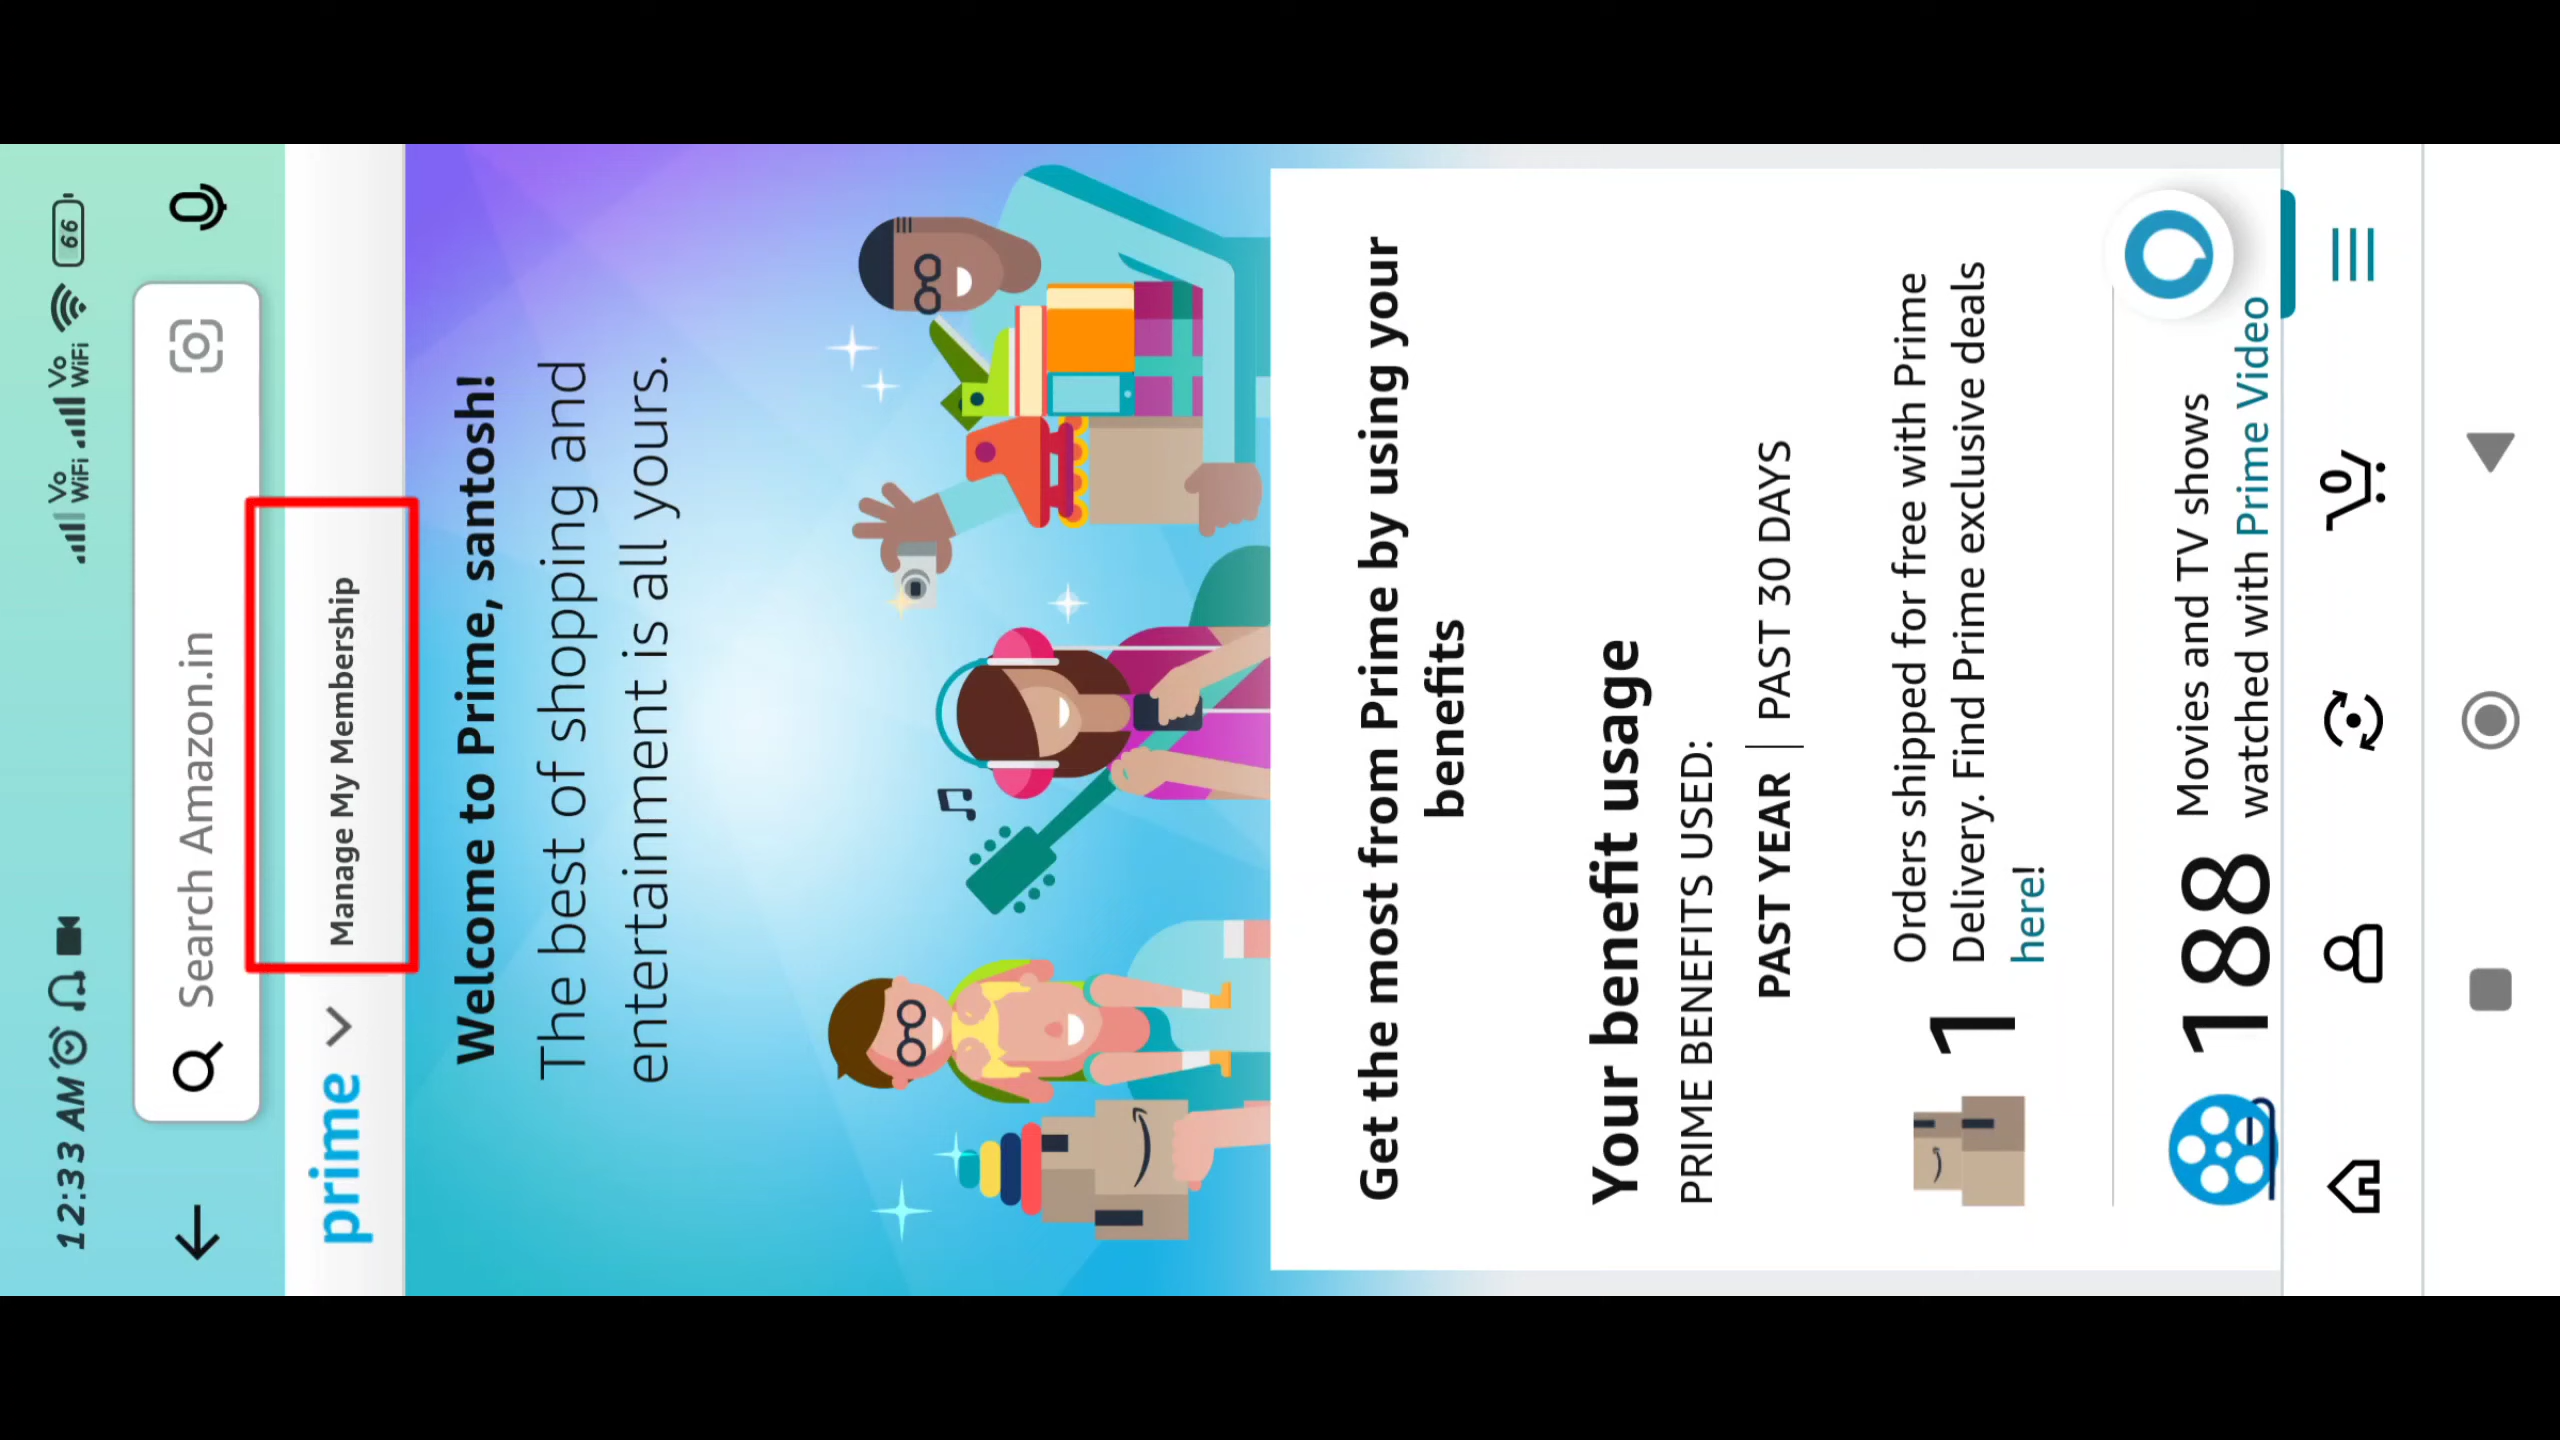 12:33 AM
Vo WiFi Vo WiFi 66
Search Amazon.in
prime Manage My Membership
Welcome to Prime, santosh!
The best of shopping and
entertainment is all yours.
Get the most from Prime by using your
benefits
Your benefit usage
PRIME BENEFITS USED:
PAST YEAR | PAST 30 DAYS
1
Orders shipped for free with Prime
Delivery. Find Prime exclusive deals
here!
188
Movies and TV shows
watched with Prime Video
0